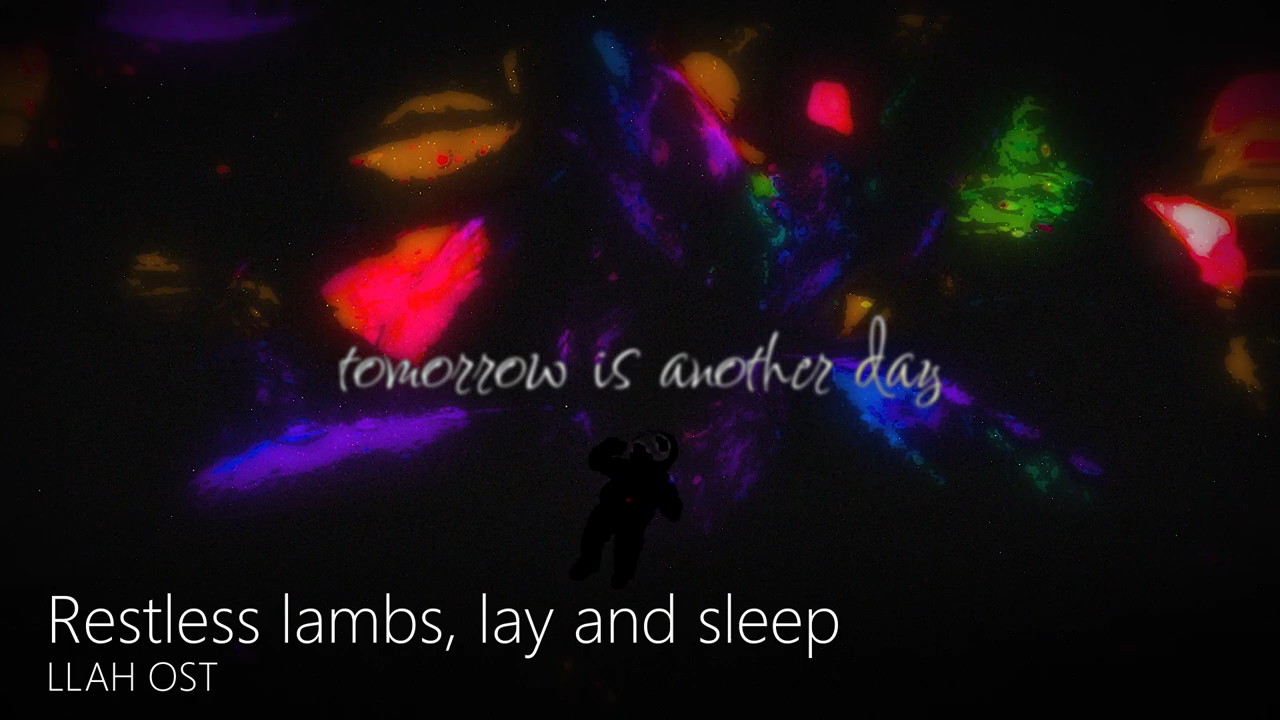 tomorrow is another day
Restless lambs, lay and sleep
LLAH OST